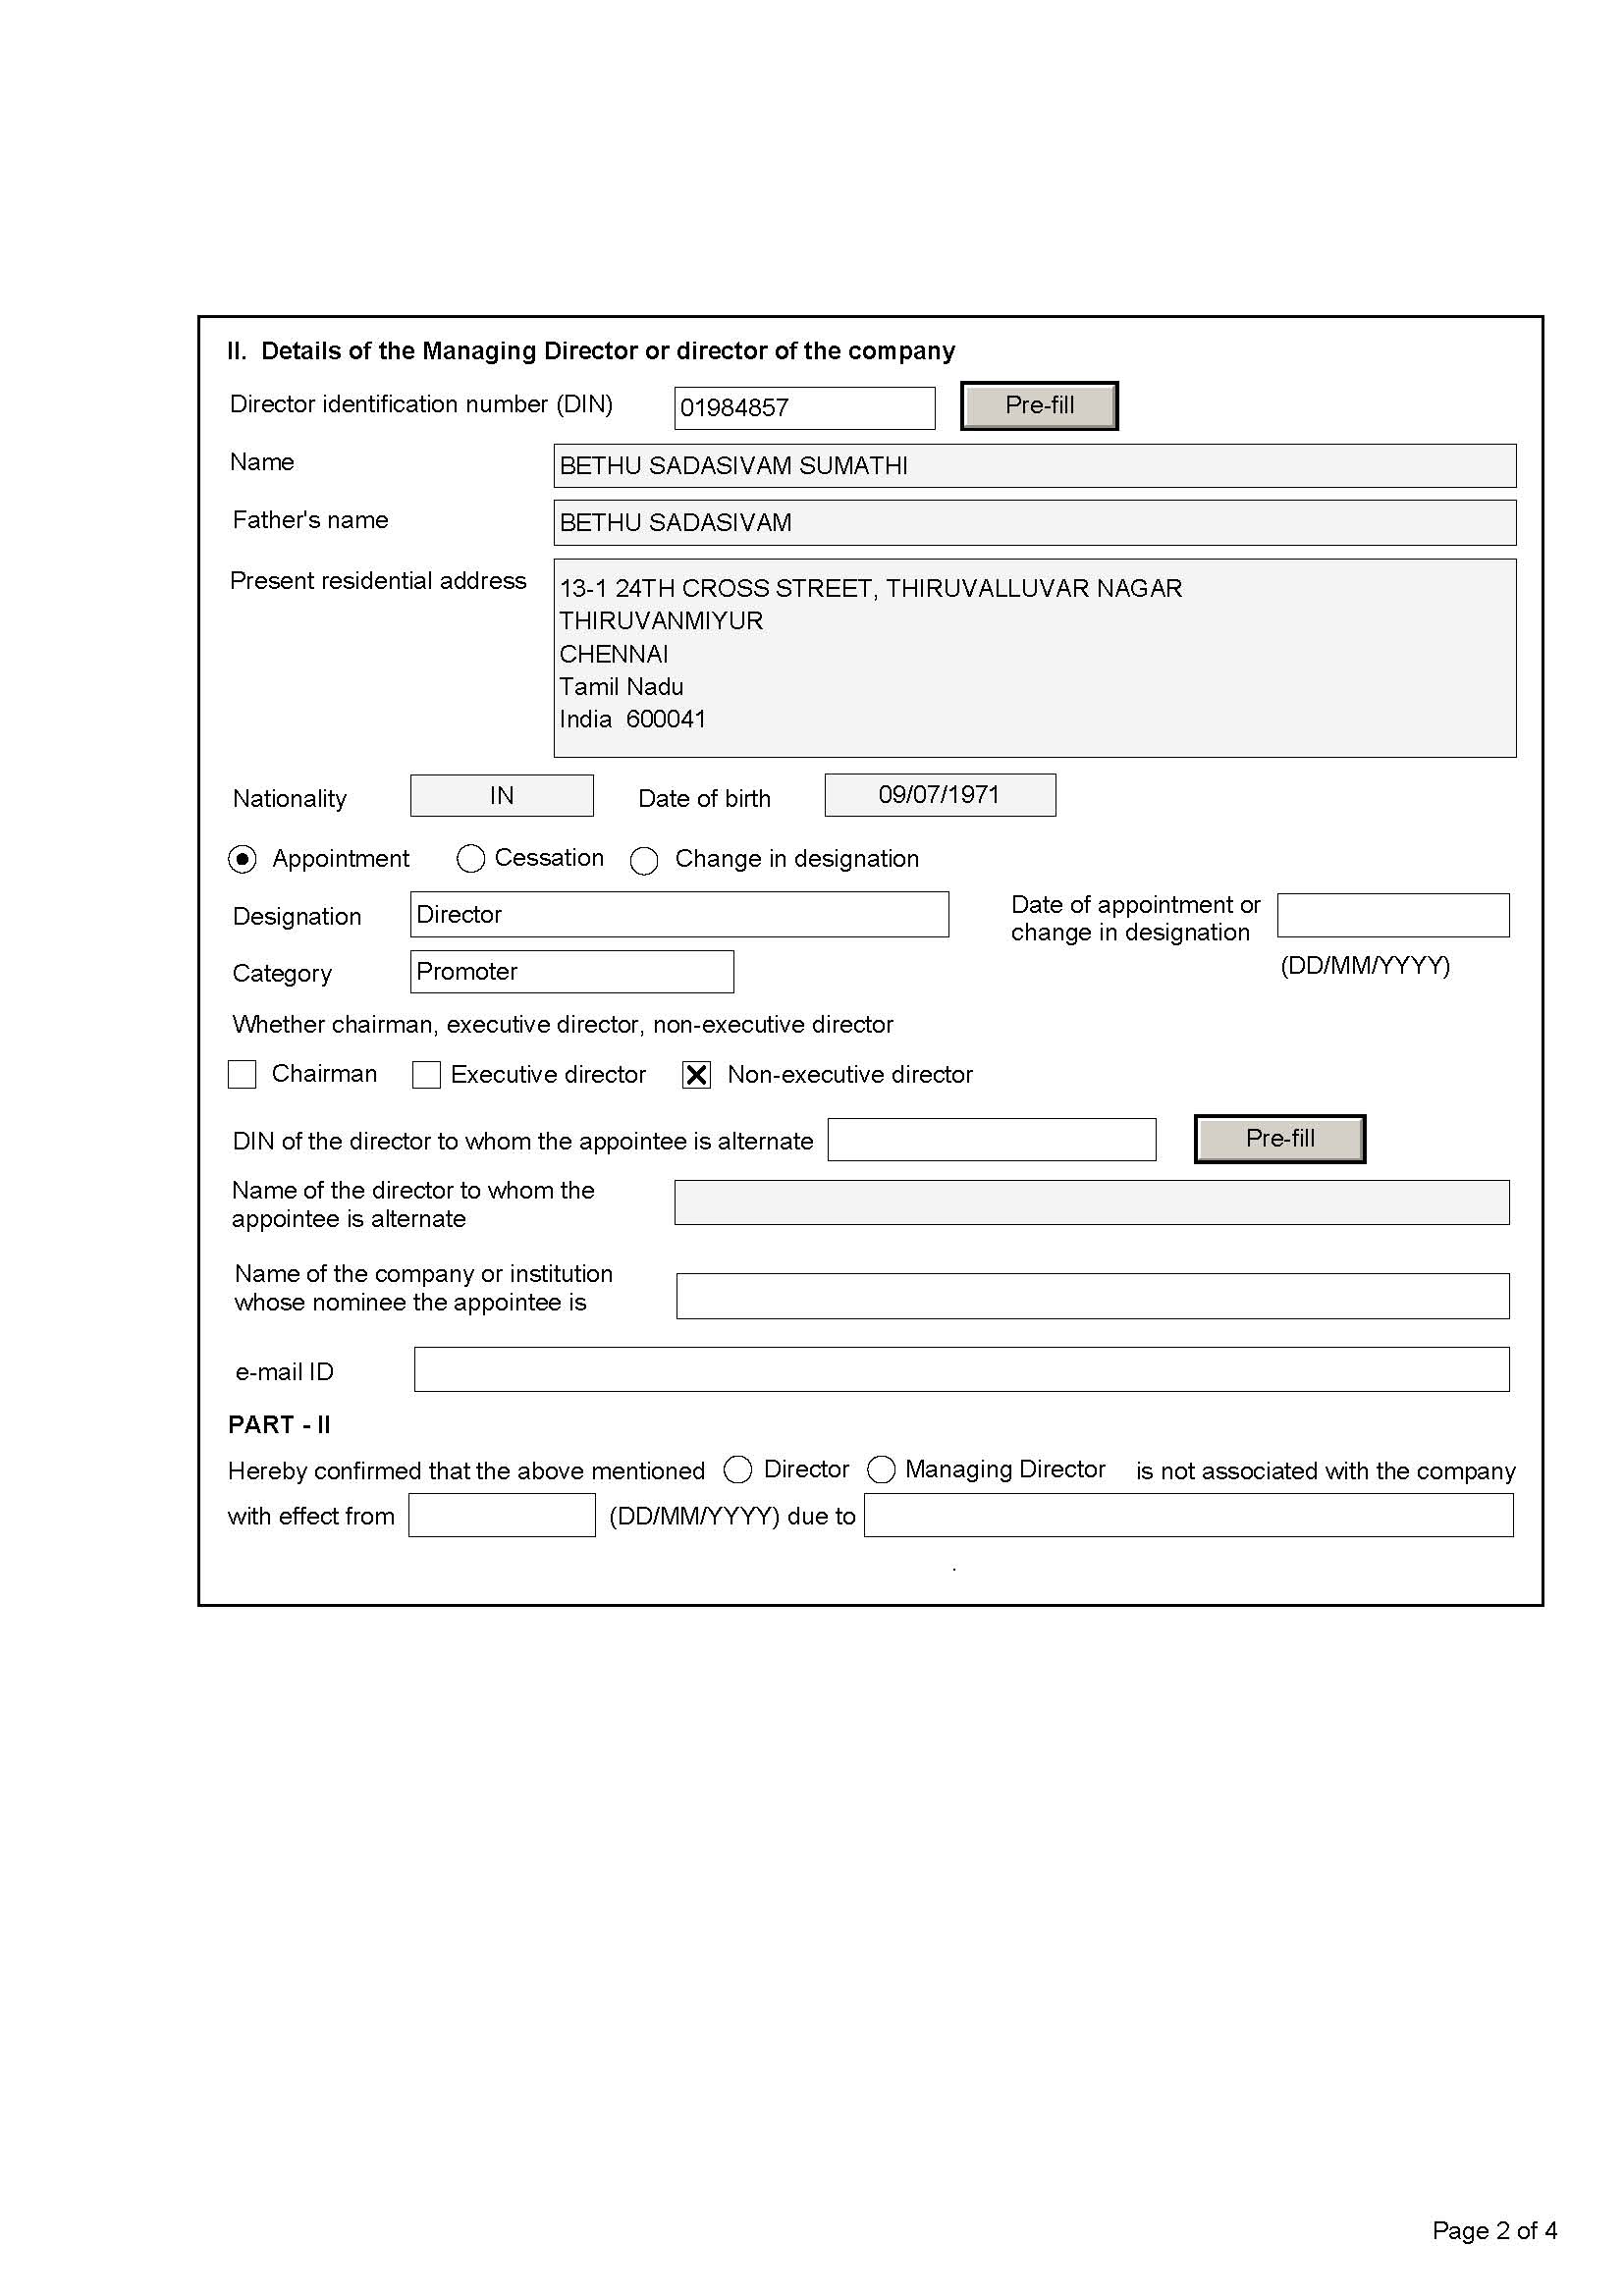 II. Details of the Managing Director or director of the company
Director identification number (DIN) 01984857 Pre-fill
Name BETHU SADASIVAM SUMATHI
Father's name BETHU SADASIVAM
Present residential address 13-1 24TH CROSS STREET, THIRUVALLUVAR NAGAR
THIRUVANMIYUR
CHENNAI
Tamil Nadu
India 600041
Nationality IN Date of birth 09/07/1971
Appointment Cessation Change in designation
Designation Director Date of appointment or
change in designation
Category Promoter (DD/MM/YYYY)
Whether chairman, executive director, non-executive director
Chairman Executive director Non-executive director
DIN of the director to whom the appointee is alternate Pre-fill
Name of the director to whom the
appointee is alternate
Name of the company or institution
whose nominee the appointee is
e-mail ID
PART - II
Hereby confirmed that the above mentioned Director Managing Director is not associated with the company
with effect from (DD/MM/YYYY) due to
Page 2 of 4